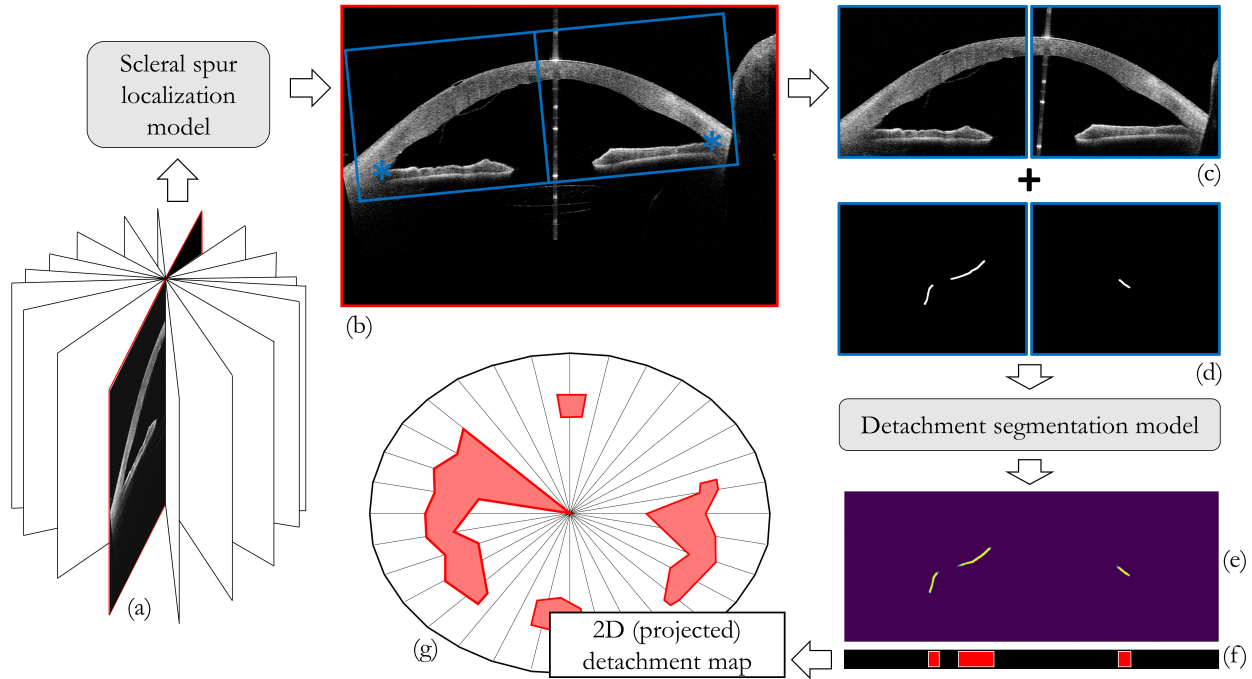 Scleral spur
localization
model
(a)
(b)
(c)
+
(d)
Detachment segmentation model
(e)
(f)
2D (projected)
detachment map
(g)